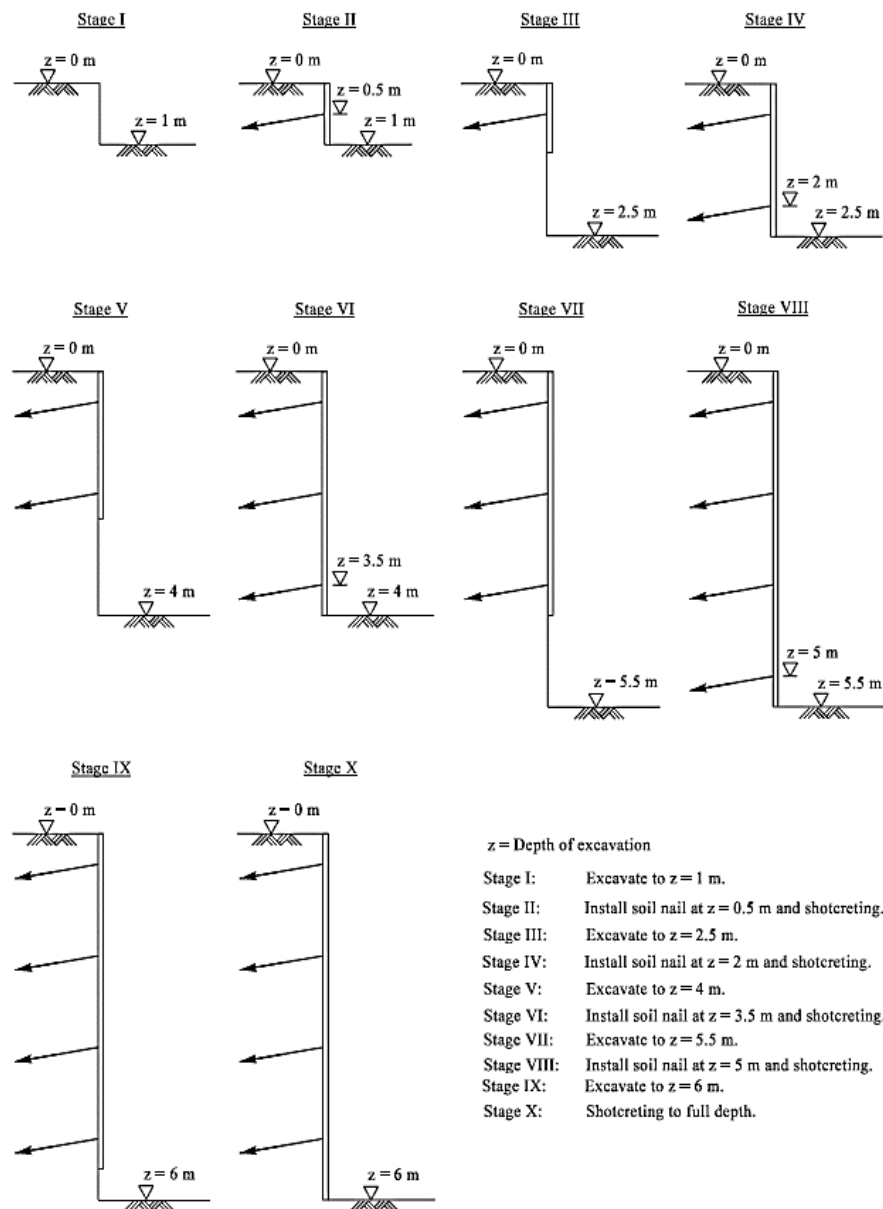 Stage I
z = 0 m
z = 1 m
Stage II
z = 0 m
z = 0.5 m
z = 1 m
Stage III
z = 0 m
z = 2.5 m
Stage IV
z = 0 m
z = 2 m
z = 2.5 m
Stage V
z = 0 m
z = 4 m
Stage VI
z = 0 m
z = 3.5 m
z = 4 m
Stage VII
z = 0 m
z = 5.5 m
Stage VIII
z = 0 m
z = 5 m
z = 5.5 m
Stage IX
z = 0 m
z = 6 m
Stage X
z = 0 m
z = 6 m
z = Depth of excavation
Stage I: Excavate to z = 1 m.
Stage II: Install soil nail at z = 0.5 m and shotcreting.
Stage III: Excavate to z = 2.5 m.
Stage IV: Install soil nail at z = 2 m and shotcreting.
Stage V: Excavate to z = 4 m.
Stage VI: Install soil nail at z = 3.5 m and shotcreting.
Stage VII: Excavate to z = 5.5 m.
Stage VIII: Install soil nail at z = 5 m and shotcreting.
Stage IX: Excavate to z = 6 m.
Stage X: Shotcreting to full depth.